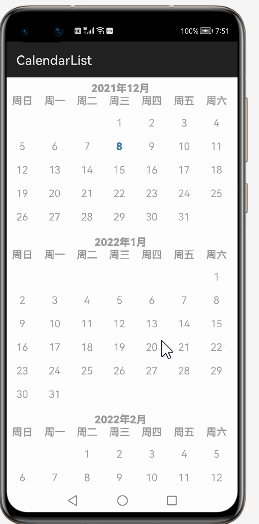 100% 7:51
CalendarList
2021年12月
周日 周一 周二 周三 周四 周五 周六
1 2 3 4
5 6 7 8 9 10 11
12 13 14 15 16 17 18
19 20 21 22 23 24 25
26 27 28 29 30 31
2022年1月
周日 周一 周二 周三 周四 周五 周六
1
2 3 4 5 6 7 8
9 10 11 12 13 14 15
16 17 18 19 20 21 22
23 24 25 26 27 28 29
30 31
2022年2月
周日 周一 周二 周三 周四 周五 周六
1 2 3 4 5
6 7 8 9 10 11 12